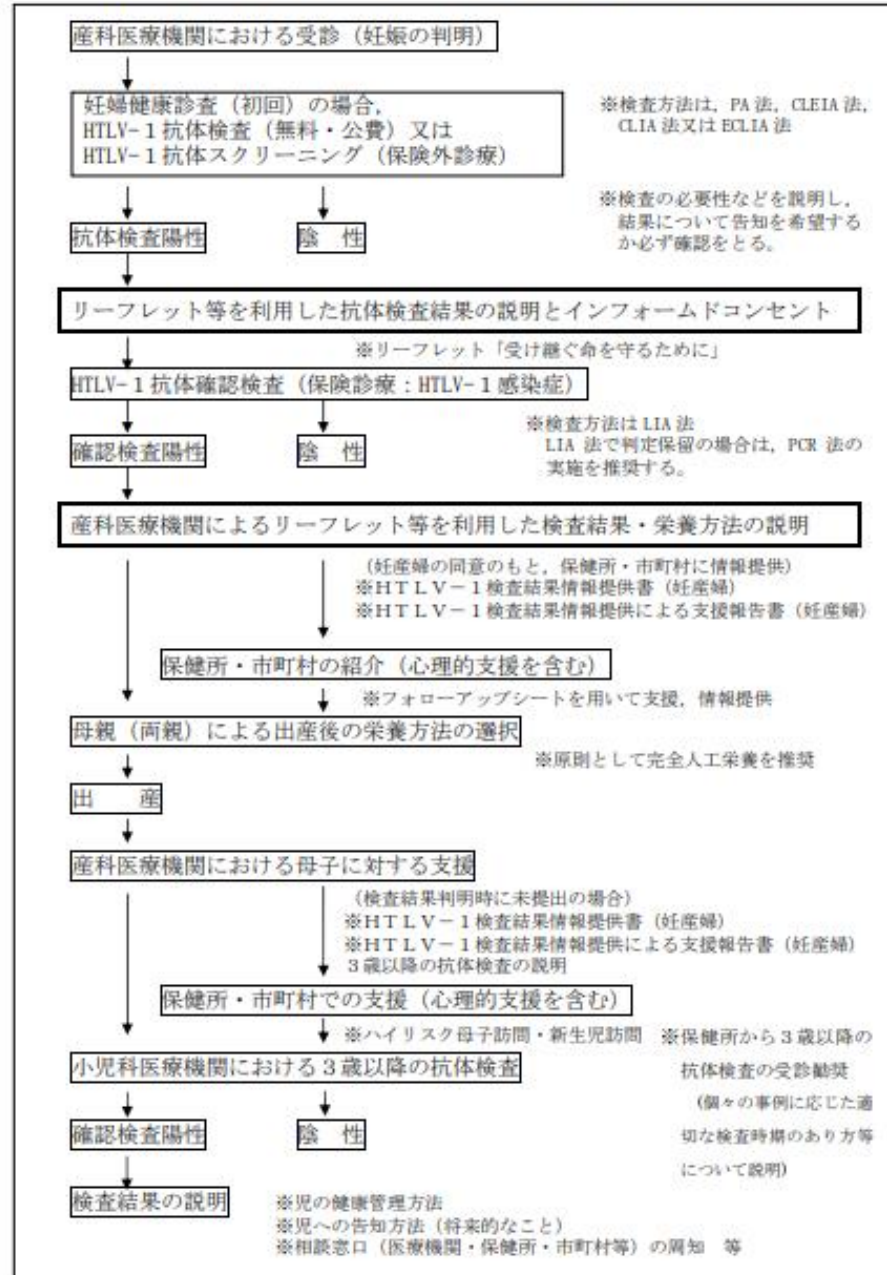 産科医療機関における受診（妊娠の判明）
妊婦健康診査（初回）の場合，
HTLV-1抗体検査（無料・公費）又は
HTLV-1抗体スクリーニング（保険外診療）
※検査方法は，PA法，CLEIA法，
CLIA法又はECLIA法
※検査の必要性などを説明し，
結果について告知を希望する
か必ず確認をとる。
抗体検査陽性
陰　性
リーフレット等を利用した抗体検査結果の説明とインフォームドコンセント
※リーフレット「受け継ぐ命を守るために」
HTLV-1抗体確認検査（保険診療：HTLV-1感染症）
※検査方法はLIA法
LIA法で判定保留の場合は，PCR法の
実施を推奨する。
確認検査陽性
陰　性
産科医療機関によるリーフレット等を利用した検査結果・栄養方法の説明
（妊産婦の同意のもと，保健所・市町村に情報提供）
※ＨＴＬＶ－１検査結果情報提供書（妊産婦）
※ＨＴＬＶ－１検査結果情報提供による支援報告書（妊産婦）
保健所・市町村の紹介（心理的支援を含む）
※フォローアップシートを用いて支援，情報提供
母親（両親）による出産後の栄養方法の選択
※原則として完全人工栄養を推奨
出　　産
産科医療機関における母子に対する支援
（検査結果判明時に未提出の場合）
※ＨＴＬＶ－１検査結果情報提供書（妊産婦）
※ＨＴＬＶ－１検査結果情報提供による支援報告書（妊産婦）
３歳以降の抗体検査の説明
保健所・市町村での支援（心理的支援を含む）
※ハイリスク母子訪問・新生児訪問
※保健所から３歳以降の
抗体検査の受診勧奨
（個々の事例に応じた適
切な検査時期のあり方等
について説明）
小児科医療機関における３歳以降の抗体検査
確認検査陽性
陰　性
検査結果の説明
※児の健康管理方法
※児への告知方法（将来的なこと）
※相談窓口（医療機関・保健所・市町村等）の周知　等